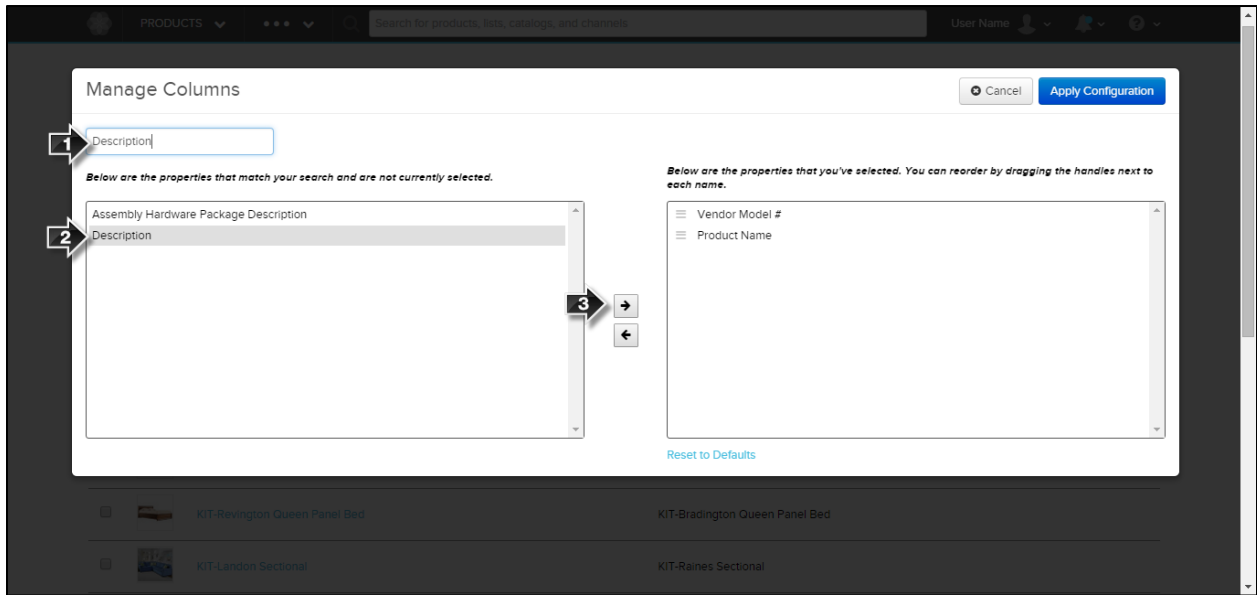 PRODUCTS
Search for products, lists, catalogs, and channels
User Name
Manage Columns
Cancel
Apply Configuration
1
Description
Below are the properties that match your search and are not currently selected.
Below are the properties that you've selected. You can reorder by dragging the handles next to
each name.
Assembly Hardware Package Description
Vendor Model #
2
Description
Product Name
3
Reset to Defaults
KIT-Revington Queen Panel Bed
KIT-Bradington Queen Panel Bed
KIT-Landon Sectional
KIT-Raines Sectional